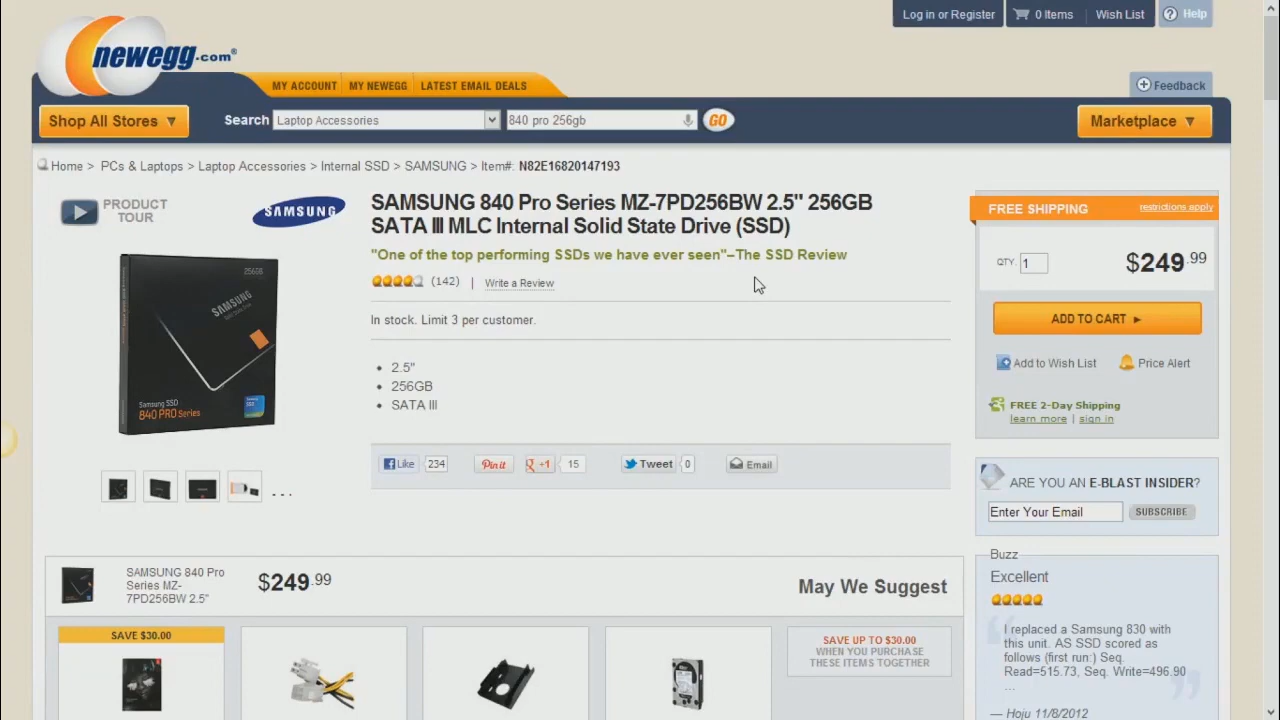 Log in or Register
0 Items
Wish List
Help
newegg.com®
MY ACCOUNT
MY NEWEGG
LATEST EMAIL DEALS
Feedback
Shop All Stores ▼
Search
Laptop Accessories
840 pro 256gb
GO
Marketplace ▼
Home > PCs & Laptops > Laptop Accessories > Internal SSD > SAMSUNG > Item#: N82E16820147193
PRODUCT
TOUR
SAMSUNG
SAMSUNG 840 Pro Series MZ-7PD256BW 2.5" 256GB
SATA III MLC Internal Solid State Drive (SSD)
"One of the top performing SSDs we have ever seen"–The SSD Review
(142) | Write a Review
In stock. Limit 3 per customer.
• 2.5"
• 256GB
• SATA III
256GB
SAMSUNG
Samsung SSD
840 PRO Series
Like 234
Pin it
+1 15
Tweet 0
Email
...
FREE SHIPPING
restrictions apply
QTY. 1
$249.99
ADD TO CART ►
Add to Wish List
Price Alert
FREE 2-Day Shipping
learn more | sign in
ARE YOU AN E-BLAST INSIDER?
Enter Your Email
SUBSCRIBE
SAMSUNG 840 Pro
Series MZ-
7PD256BW 2.5"
$249.99
May We Suggest
SAVE $30.00
SAVE UP TO $30.00
WHEN YOU PURCHASE
THESE ITEMS TOGETHER
Buzz
Excellent
I replaced a Samsung 830 with
this unit. AS SSD scored as
follows (first run:) Seq.
Read=515.73, Seq. Write=496.90
...
— Hoju 11/8/2012